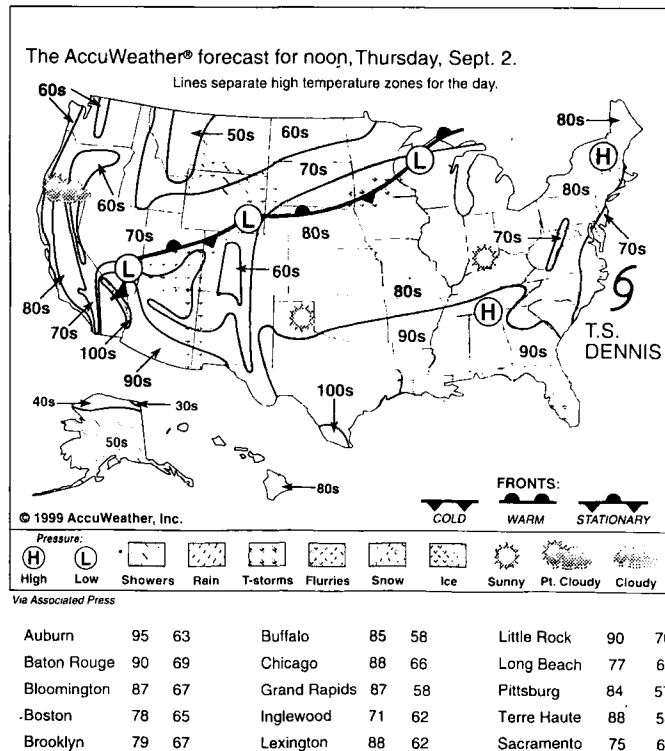 The AccuWeather® forecast for noon, Thursday, Sept. 2.
Lines separate high temperature zones for the day.
60s
50s
60s
80s
H
70s
L
80s
60s
70s
L
80s
70s
70s
L
60s
80s
80s
H
T.S.
DENNIS
70s
90s
90s
100s
90s
100s
40s
30s
50s
80s
FRONTS:
© 1999 AccuWeather, Inc.
COLD WARM STATIONARY
Pressure:
H L
High Low Showers Rain T-storms Flurries Snow Ice Sunny Pt. Cloudy Cloudy
Via Associated Press
Auburn 95 63 Buffalo 85 58 Little Rock 90
Baton Rouge 90 69 Chicago 88 66 Long Beach 77
Bloomington 87 67 Grand Rapids 87 58 Pittsburg 84
Boston 78 65 Inglewood 71 62 Terre Haute 88
Brooklyn 79 67 Lexington 88 62 Sacramento 75